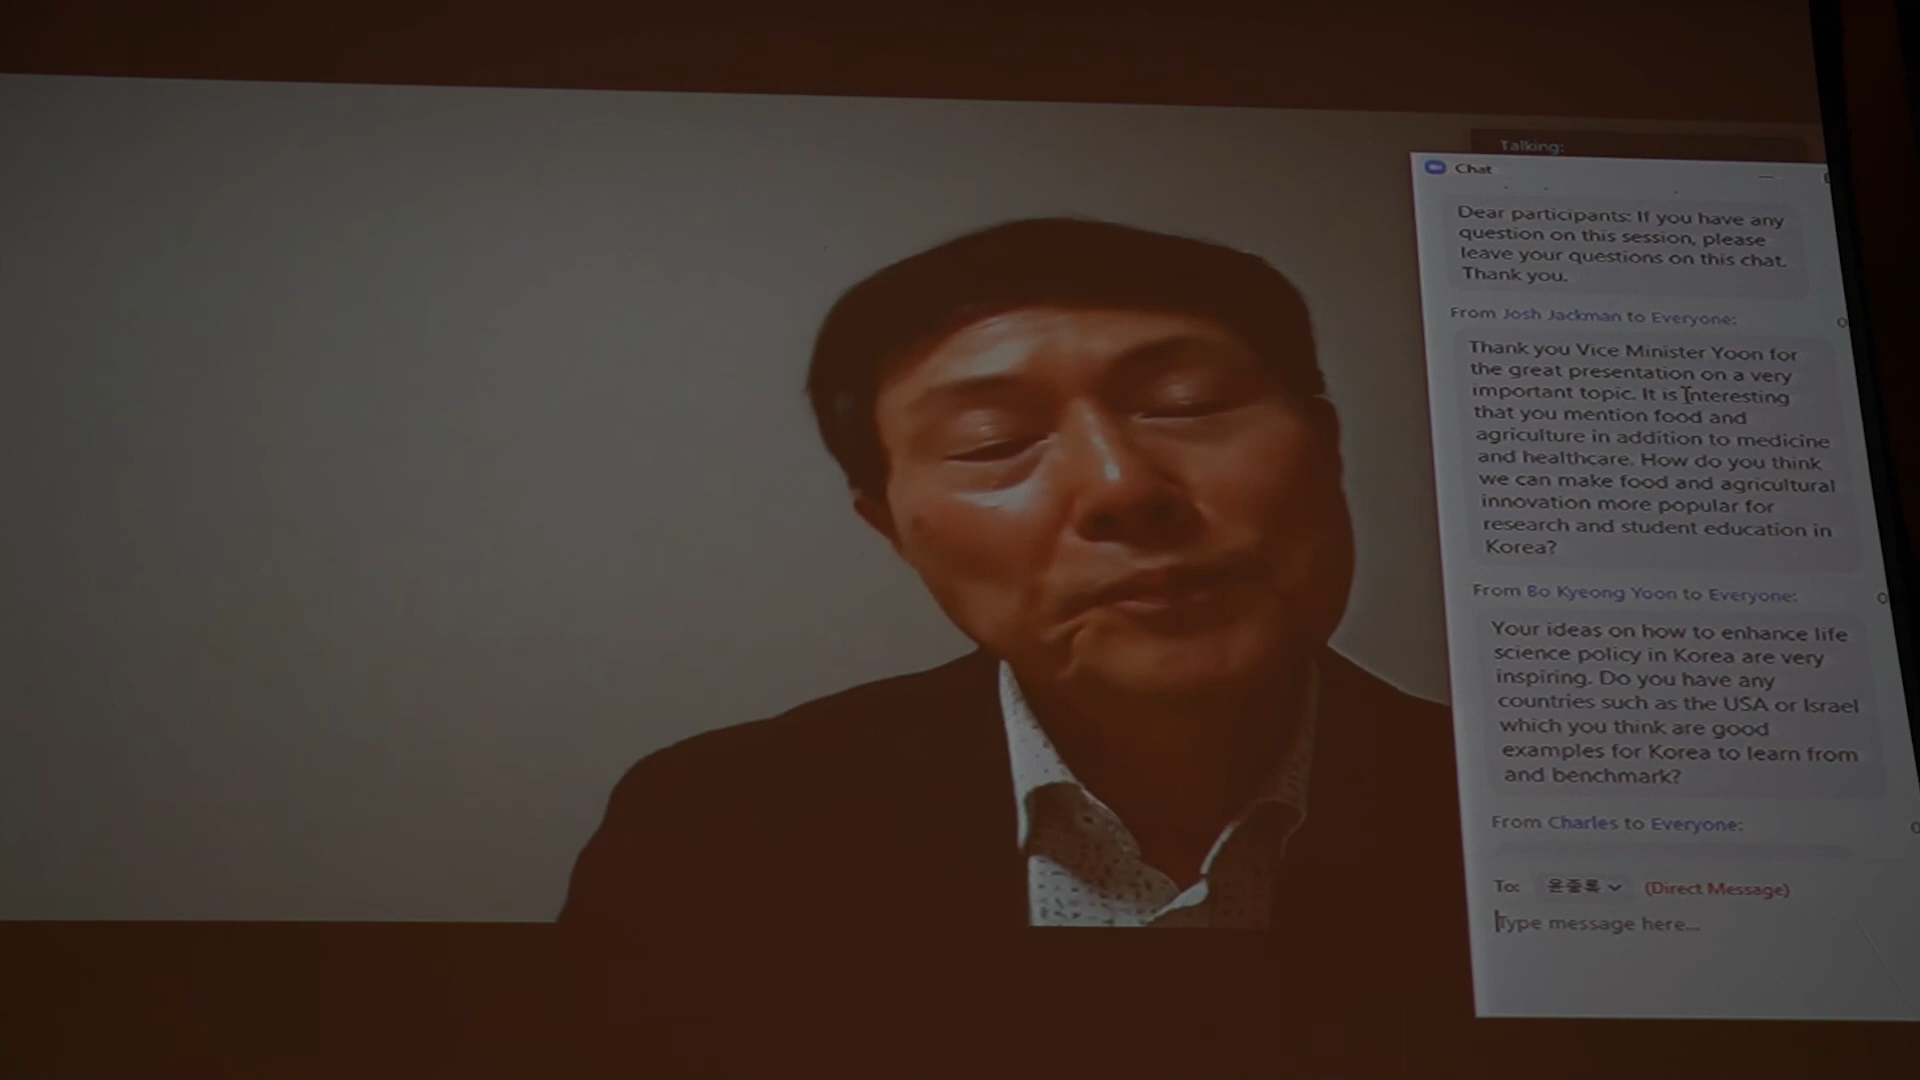 Talking:
Chat
Dear participants: If you have any
question on this session, please
leave your questions on this chat.
Thank you.
From Josh Jackman to Everyone:
Thank you Vice Minister Yoon for
the great presentation on a very
important topic. It is interesting
that you mention food and
agriculture in addition to medicine
and healthcare. How do you think
we can make food and agricultural
innovation more popular for
research and student education in
Korea?
From Bo Kyeong Yoon to Everyone:
Your ideas on how to enhance life
science policy in Korea are very
inspiring. Do you have any
countries such as the USA or Israel
which you think are good
examples for Korea to learn from
and benchmark?
From Charles to Everyone:
To: 윤종록 (Direct Message)
Type message here...